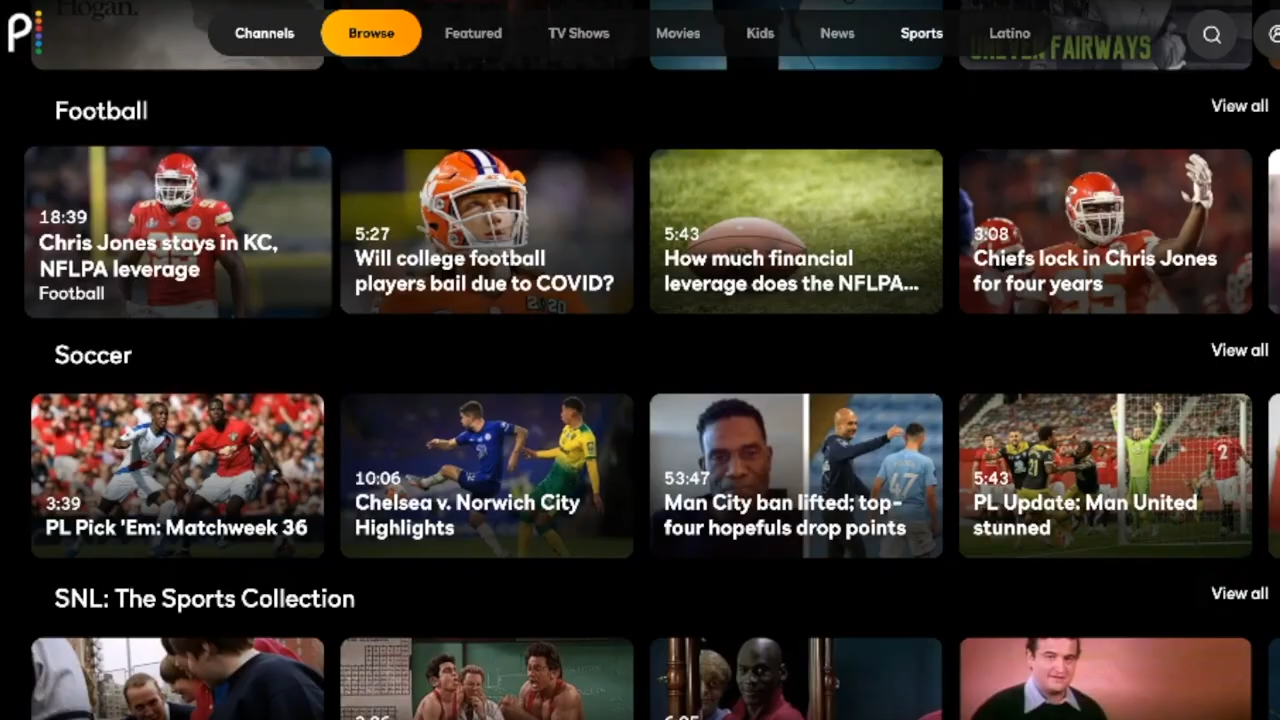 Hogan.
P
Channels
Browse
Featured
TV Shows
Movies
Kids
News
Sports
Latino
UNEVEN FAIRWAYS
Football
View all
18:39
Chris Jones stays in KC,
NFLPA leverage
Football
5:27
Will college football
players bail due to COVID?
5:43
How much financial
leverage does the NFLPA...
3:08
Chiefs lock in Chris Jones
for four years
Soccer
View all
3:39
PL Pick 'Em: Matchweek 36
10:06
Chelsea v. Norwich City
Highlights
53:47
Man City ban lifted; top-
four hopefuls drop points
5:43
PL Update: Man United
stunned
SNL: The Sports Collection
View all